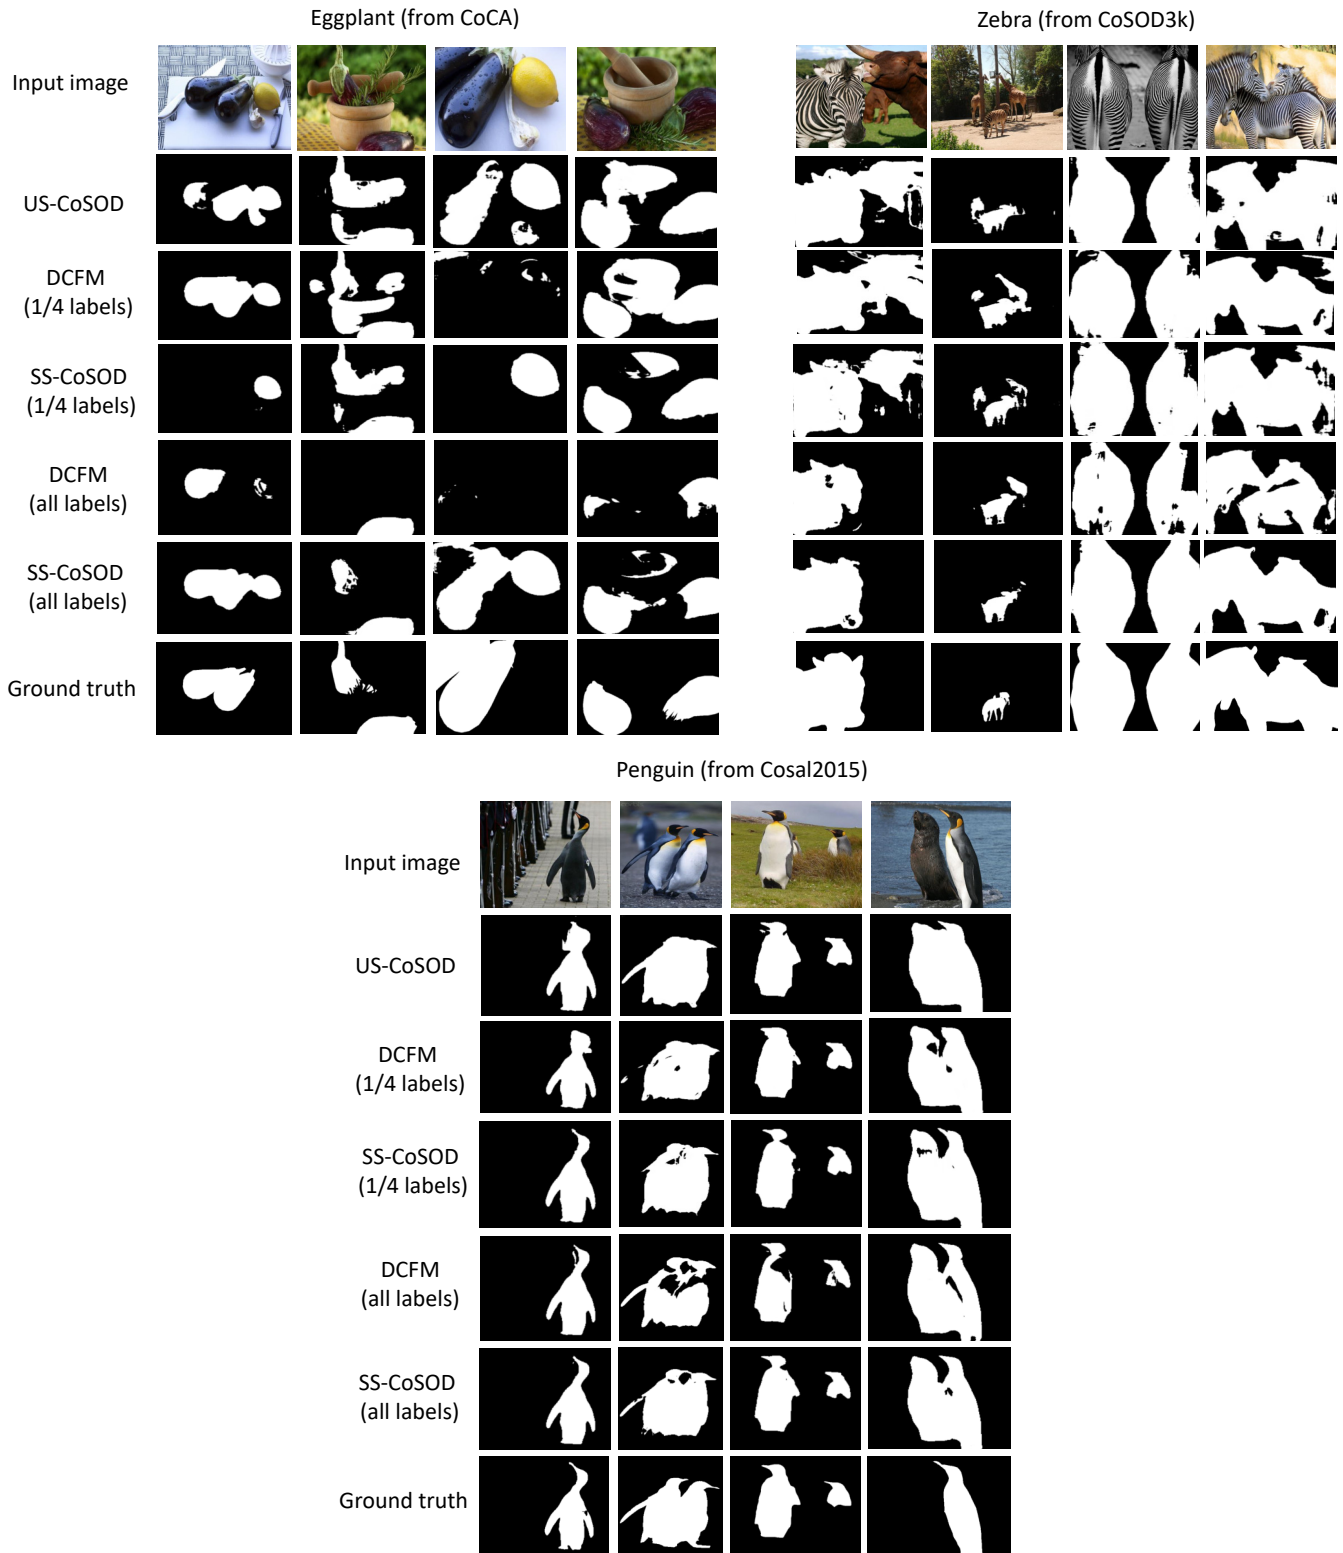 Eggplant (from CoCA)
Zebra (from CoSOD3k)
Input image
US-CoSOD
DCFM
(1/4 labels)
SS-CoSOD
(1/4 labels)
DCFM
(all labels)
SS-CoSOD
(all labels)
Ground truth
Penguin (from Cosal2015)
Input image
US-CoSOD
DCFM
(1/4 labels)
SS-CoSOD
(1/4 labels)
DCFM
(all labels)
SS-CoSOD
(all labels)
Ground truth